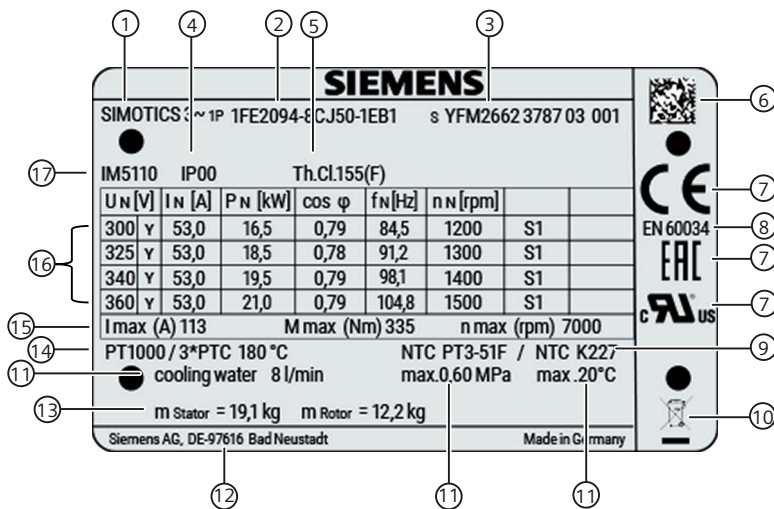 1 4 2 5 3
SIEMENS
SIMOTICS 3~ 1P 1FE2094-8CJ50-1EB1 S YFM2662 3787 03 001
6
17 IM5110 IP00 Th.Cl.155(F)
CE 7
UN[V] IN [A] PN [kW] cos φ fN[Hz] nN[rpm]
300 Y 53,0 16,5 0,79 84,5 1200 S1
EN 60034 8
325 Y 53,0 18,5 0,78 91,2 1300 S1
EAC 7
16
340 Y 53,0 19,5 0,79 98,1 1400 S1
360 Y 53,0 21,0 0,79 104,8 1500 S1
c RU US 7
15 I max (A) 113 M max (Nm) 335 n max (rpm) 7000
14 PT1000 / 3*PTC 180 °C NTC PT3-51F / NTC K227 9
11 cooling water 8 l/min max.0,60 MPa max .20°C
13 m Stator = 19,1 kg m Rotor = 12,2 kg
10
Siemens AG, DE-97616 Bad Neustadt Made in Germany
12 11 11